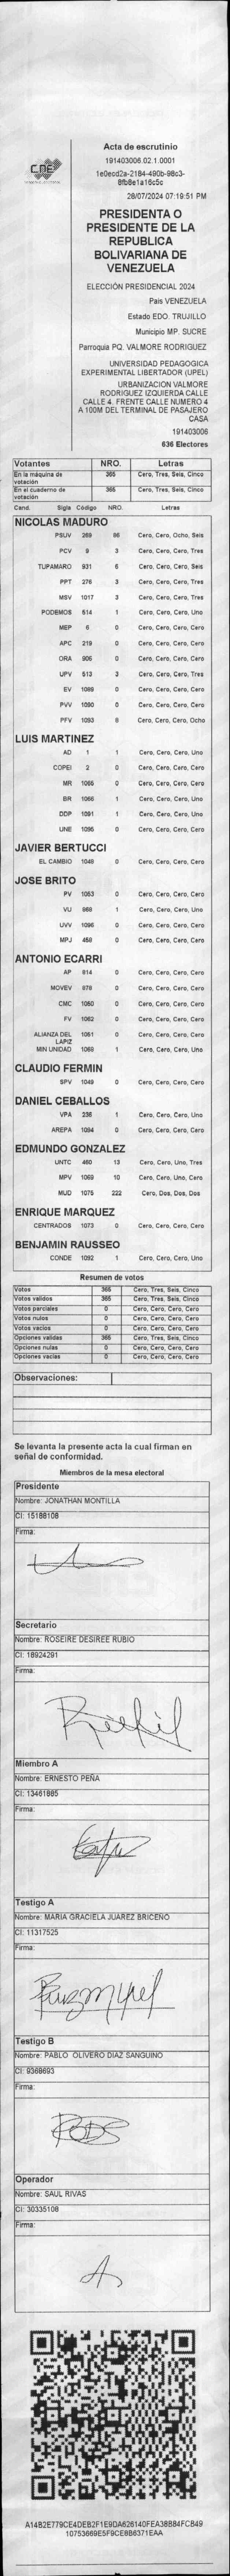 CNE
Acta de escrutinio
191403006.02.1.0001
1e0ecd2a-2184-490b-98c3-
8fb8e1a16c5c
28/07/2024 07:19:51 PM
PRESIDENTA O
PRESIDENTE DE LA
REPUBLICA
BOLIVARIANA DE
VENEZUELA
ELECCIÓN PRESIDENCIAL 2024
Pais VENEZUELA
Estado EDO. TRUJILLO
Municipio MP. SUCRE
Parroquia PQ. VALMORE RODRIGUEZ
UNIVERSIDAD PEDAGOGICA
EXPERIMENTAL LIBERTADOR (UPEL)
URBANIZACION VALMORE
RODRIGUEZ IZQUIERDA CALLE
CALLE 4. FRENTE CALLE NUMERO 4
A 100M DEL TERMINAL DE PASAJERO
CASA
191403006
636 Electores
Votantes NRO. Letras
En la máquina de votación 365 Cero, Tres, Seis, Cinco
En el cuaderno de votación 365 Cero, Tres, Seis, Cinco
Cand. Sigla Código NRO. Letras
NICOLAS MADURO
PSUV 269 86 Cero, Cero, Ocho, Seis
PCV 9 3 Cero, Cero, Cero, Tres
TUPAMARO 931 6 Cero, Cero, Cero, Seis
PPT 276 3 Cero, Cero, Cero, Tres
MSV 1017 3 Cero, Cero, Cero, Tres
PODEMOS 514 1 Cero, Cero, Cero, Uno
MEP 6 0 Cero, Cero, Cero, Cero
APC 219 0 Cero, Cero, Cero, Cero
ORA 906 0 Cero, Cero, Cero, Cero
UPV 513 3 Cero, Cero, Cero, Tres
EV 1089 0 Cero, Cero, Cero, Cero
PVV 1090 0 Cero, Cero, Cero, Cero
PFV 1093 8 Cero, Cero, Cero, Ocho
LUIS MARTINEZ
AD 1 1 Cero, Cero, Cero, Uno
COPEI 2 0 Cero, Cero, Cero, Cero
MR 1065 0 Cero, Cero, Cero, Cero
BR 1066 1 Cero, Cero, Cero, Uno
DDP 1091 1 Cero, Cero, Cero, Uno
UNE 1095 0 Cero, Cero, Cero, Cero
JAVIER BERTUCCI
EL CAMBIO 1048 0 Cero, Cero, Cero, Cero
JOSE BRITO
PV 1053 0 Cero, Cero, Cero, Cero
VU 868 1 Cero, Cero, Cero, Uno
UVV 1096 0 Cero, Cero, Cero, Cero
MPJ 458 0 Cero, Cero, Cero, Cero
ANTONIO ECARRI
AP 814 0 Cero, Cero, Cero, Cero
MOVEV 878 0 Cero, Cero, Cero, Cero
CMC 1050 0 Cero, Cero, Cero, Cero
FV 1062 0 Cero, Cero, Cero, Cero
ALIANZA DEL LAPIZ 1051 0 Cero, Cero, Cero, Cero
MIN UNIDAD 1068 1 Cero, Cero, Cero, Uno
CLAUDIO FERMIN
SPV 1049 0 Cero, Cero, Cero, Cero
DANIEL CEBALLOS
VPA 236 1 Cero, Cero, Cero, Uno
AREPA 1094 0 Cero, Cero, Cero, Cero
EDMUNDO GONZALEZ
UNTC 460 13 Cero, Cero, Uno, Tres
MPV 1069 10 Cero, Cero, Uno, Cero
MUD 1075 222 Cero, Dos, Dos, Dos
ENRIQUE MARQUEZ
CENTRADOS 1073 0 Cero, Cero, Cero, Cero
BENJAMIN RAUSSEO
CONDE 1092 1 Cero, Cero, Cero, Uno
Resumen de votos
Votos 365 Cero, Tres, Seis, Cinco
Votos validos 365 Cero, Tres, Seis, Cinco
Votos parciales 0 Cero, Cero, Cero, Cero
Votos nulos 0 Cero, Cero, Cero, Cero
Votos vacios 0 Cero, Cero, Cero, Cero
Opciones validas 365 Cero, Tres, Seis, Cinco
Opciones nulas 0 Cero, Cero, Cero, Cero
Opciones vacias 0 Cero, Cero, Cero, Cero
Observaciones:
Se levanta la presente acta la cual firman en
señal de conformidad.
Miembros de la mesa electoral
Presidente
Nombre: JONATHAN MONTILLA
CI: 15188108
Firma:
Secretario
Nombre: ROSEIRE DESIREE RUBIO
CI: 18924291
Firma:
Miembro A
Nombre: ERNESTO PEÑA
CI: 13461885
Firma:
Testigo A
Nombre: MARIA GRACIELA JUAREZ BRICEÑO
CI: 11317525
Firma:
Testigo B
Nombre: PABLO OLIVERO DIAZ SANGUINO
CI: 9368693
Firma:
Operador
Nombre: SAUL RIVAS
CI: 30335108
Firma:
A14B2E779CE4DEB2F1E9DA626140FEA38B84FCB49
10753669E5F9CE8B6371EAA